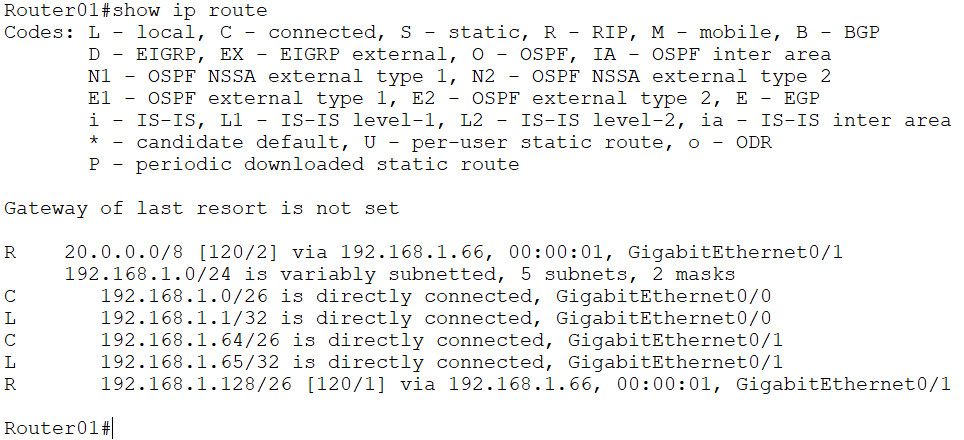 Router01#show ip route
Codes: L - local, C - connected, S - static, R - RIP, M - mobile, B - BGP
       D - EIGRP, EX - EIGRP external, O - OSPF, IA - OSPF inter area
       N1 - OSPF NSSA external type 1, N2 - OSPF NSSA external type 2
       E1 - OSPF external type 1, E2 - OSPF external type 2, E - EGP
       i - IS-IS, L1 - IS-IS level-1, L2 - IS-IS level-2, ia - IS-IS inter area
       * - candidate default, U - per-user static route, o - ODR
       P - periodic downloaded static route

Gateway of last resort is not set

R    20.0.0.0/8 [120/2] via 192.168.1.66, 00:00:01, GigabitEthernet0/1
     192.168.1.0/24 is variably subnetted, 5 subnets, 2 masks
C       192.168.1.0/26 is directly connected, GigabitEthernet0/0
L       192.168.1.1/32 is directly connected, GigabitEthernet0/0
C       192.168.1.64/26 is directly connected, GigabitEthernet0/1
L       192.168.1.65/32 is directly connected, GigabitEthernet0/1
R       192.168.1.128/26 [120/1] via 192.168.1.66, 00:00:01, GigabitEthernet0/1

Router01#